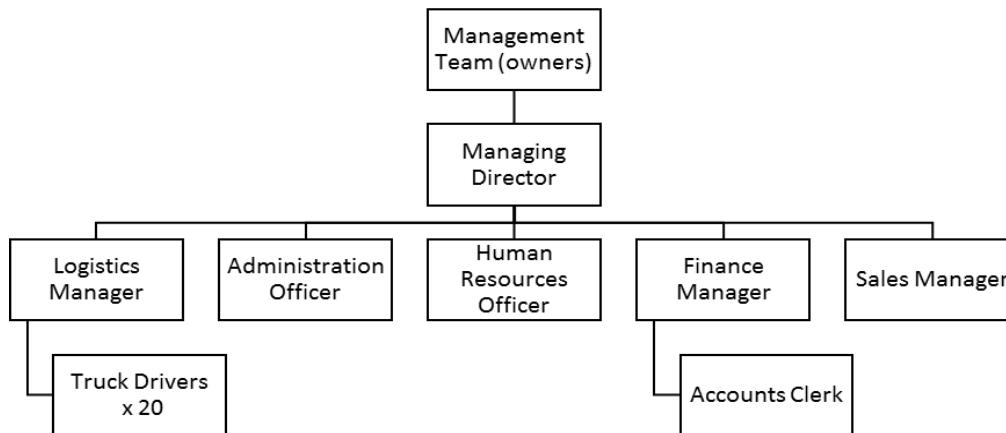 Management
Team (owners)
Managing
Director
Logistics
Manager
Administration
Officer
Human
Resources
Officer
Finance
Manager
Sales Manager
Truck Drivers
x 20
Accounts Clerk